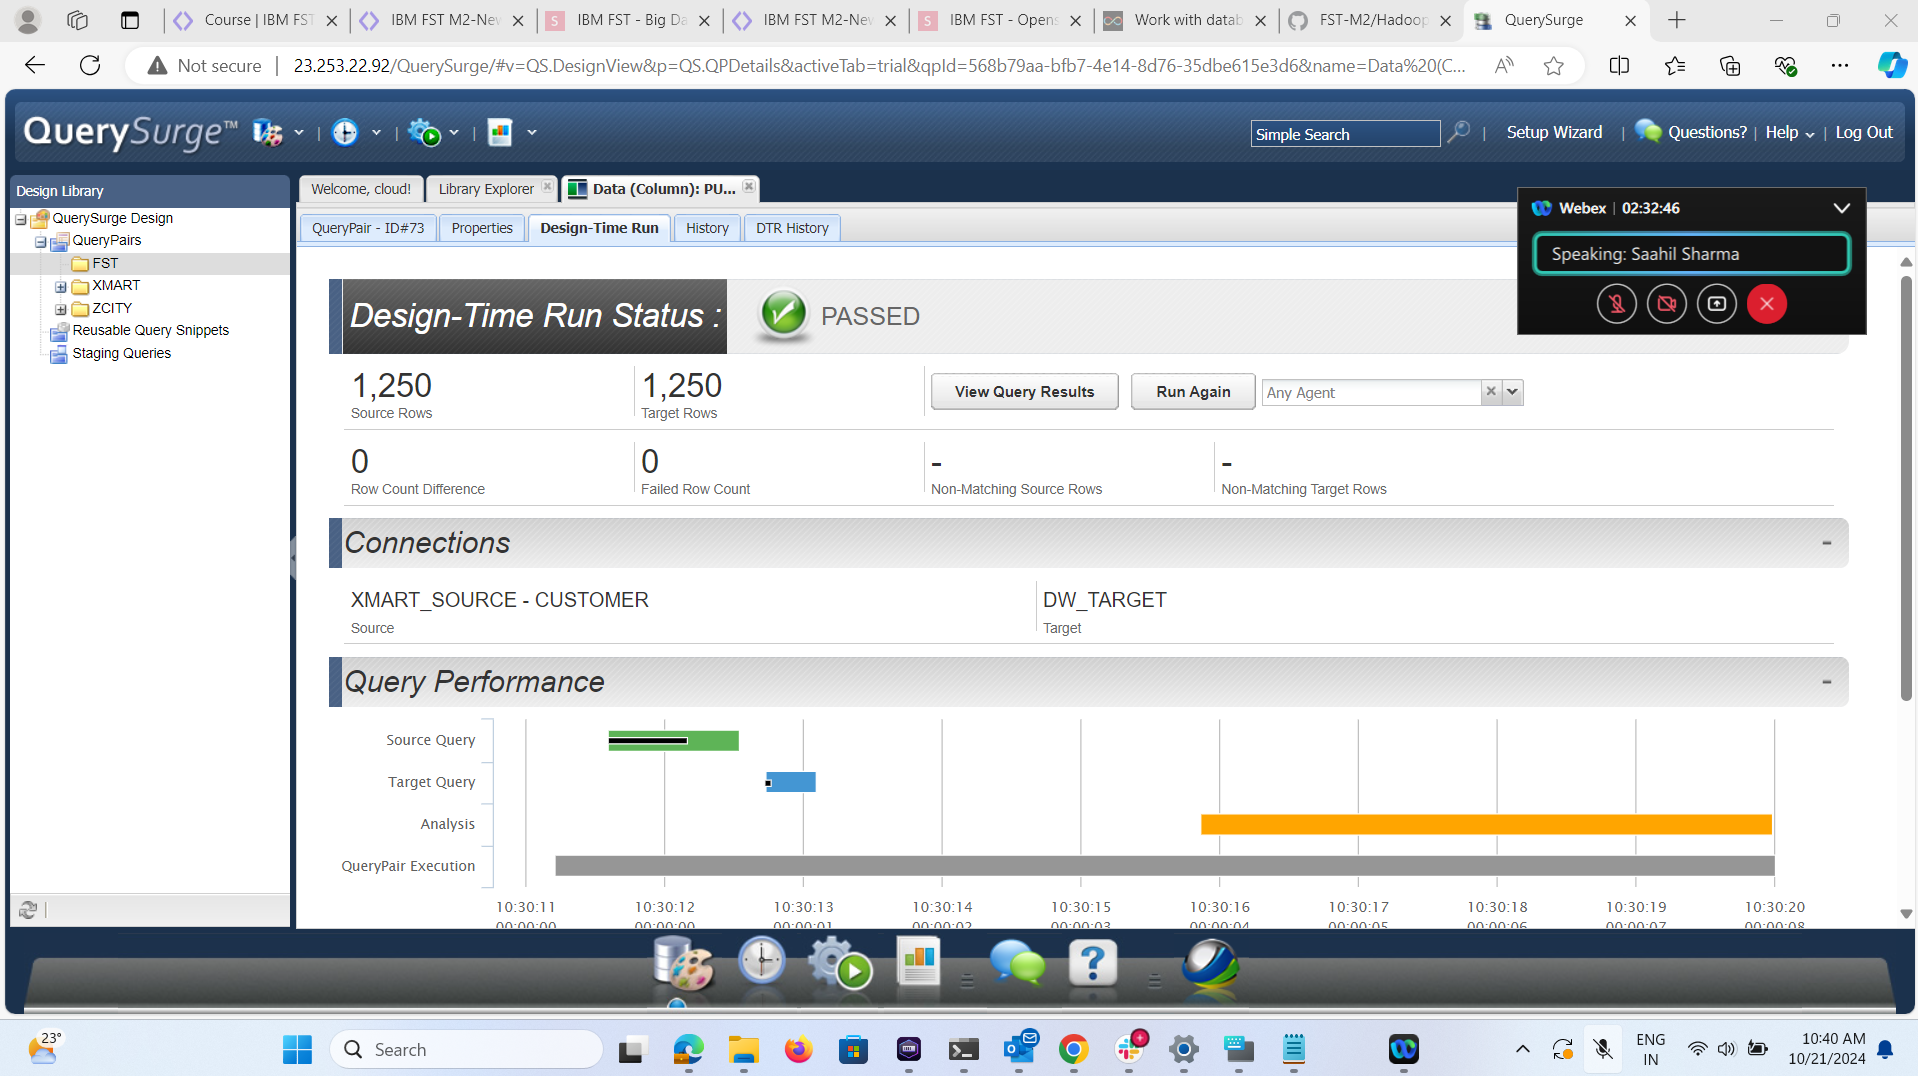 Course | IBM FST
IBM FST M2-New
IBM FST - Big Da
IBM FST M2-New
IBM FST - Opens
Work with datab
FST-M2/Hadoop
QuerySurge
Not secure
23.253.22.92/QuerySurge/#v=QS.DesignView&p=QS.QPDetails&activeTab=trial&qpId=568b79aa-bfb7-4e14-8d76-35dbe615e3d6&name=Data%20(C...
QuerySurge™
Simple Search
Setup Wizard
Questions?
Help
Log Out
Design Library
QuerySurge Design
QueryPairs
FST
XMART
ZCITY
Reusable Query Snippets
Staging Queries
Welcome, cloud!
Library Explorer
Data (Column): PU...
QueryPair - ID#73
Properties
Design-Time Run
History
DTR History
Webex | 02:32:46
Speaking: Saahil Sharma
Design-Time Run Status :
PASSED
1,250
Source Rows
1,250
Target Rows
View Query Results
Run Again
Any Agent
0
Row Count Difference
0
Failed Row Count
-
Non-Matching Source Rows
-
Non-Matching Target Rows
Connections
XMART_SOURCE - CUSTOMER
Source
DW_TARGET
Target
Query Performance
Source Query
Target Query
Analysis
QueryPair Execution
10:30:11 10:30:12 10:30:13 10:30:14 10:30:15 10:30:16 10:30:17 10:30:18 10:30:19 10:30:20
00:00:00 00:00:00 00:00:01 00:00:02 00:00:03 00:00:04 00:00:05 00:00:06 00:00:07 00:00:08
23°
Search
ENG
IN
10:40 AM
10/21/2024